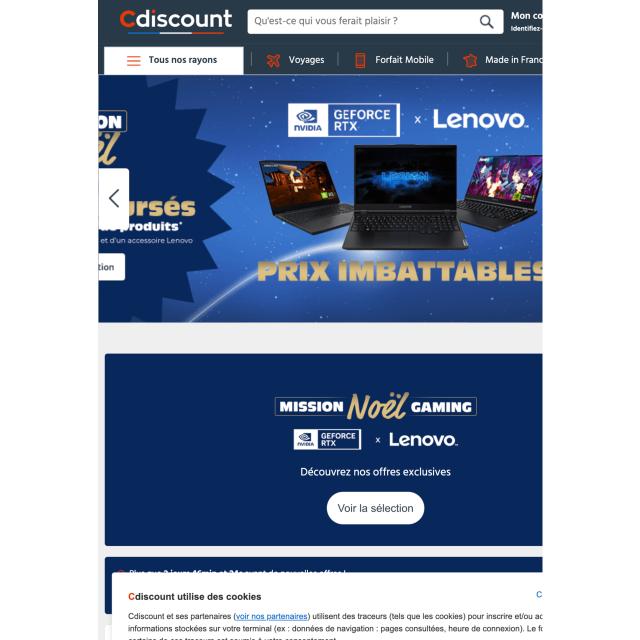 Cdiscount
Qu'est-ce qui vous ferait plaisir ?
Mon co
Identifiez-
Tous nos rayons
Voyages
Forfait Mobile
Made in Franc
ON
ël
NVIDIA
GEFORCE
RTX
x
Lenovo
ursés
produits*
et d'un accessoire Lenovo
tion
LEGION
PRIX IMBATTABLES
MISSION Noël GAMING
NVIDIA
GEFORCE
RTX
x
Lenovo
Découvrez nos offres exclusives
Voir la sélection
Cdiscount utilise des cookies
C
Cdiscount et ses partenaires (voir nos partenaires) utilisent des traceurs (tels que les cookies) pour inscrire et/ou ac
informations stockées sur votre terminal (ex : données de navigation : pages consultées, heure de connexion). Le fo